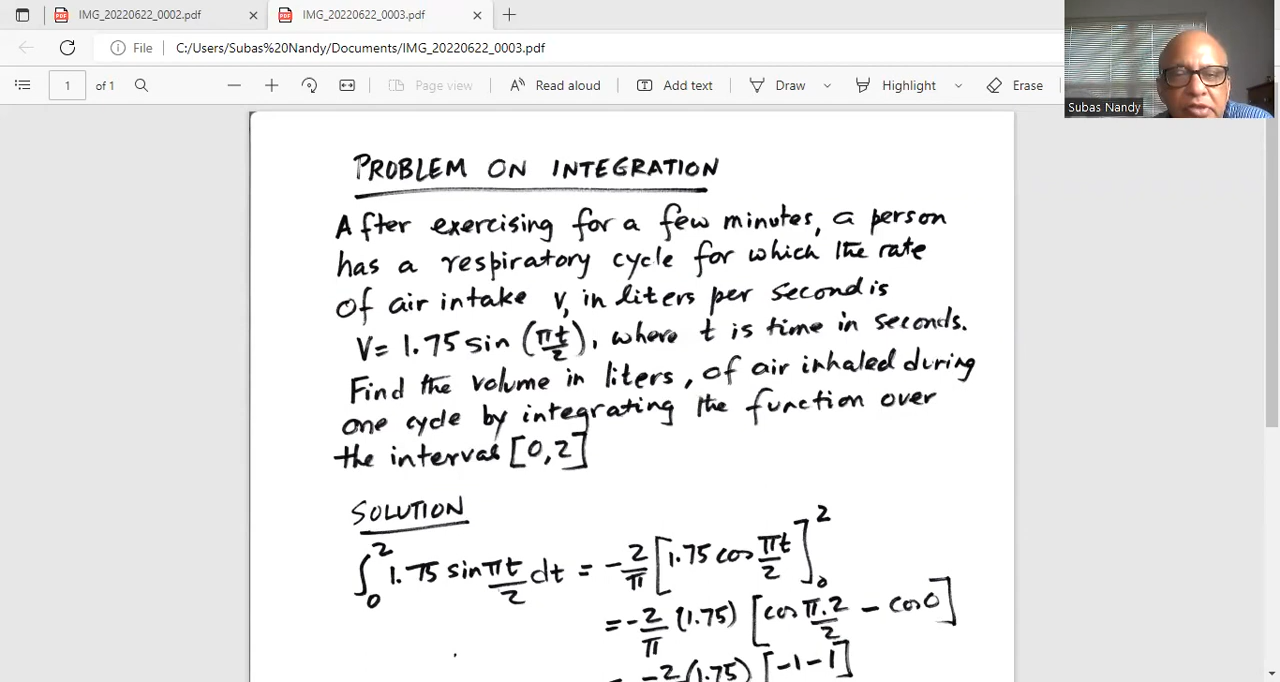 IMG_20220622_0002.pdf
IMG_20220622_0003.pdf
File C:/Users/Subas%20Nandy/Documents/IMG_20220622_0003.pdf
1 of 1 Page view Read aloud Add text Draw Highlight Erase
Subas Nandy
PROBLEM ON INTEGRATION
After exercising for a few minutes, a person
has a respiratory cycle for which the rate
of air intake v, in liters per second is
V = 1.75 sin (πt/2), where t is time in seconds.
Find the volume in liters, of air inhaled during
one cycle by integrating the function over
the interval [0,2]
SOLUTION
∫₀² 1.75 sin πt/2 dt = -2/π [1.75 cos πt/2]₀²
= -2/π (1.75) [cos π.2/2 - cos 0]
= -2 (1.75) [-1-1]